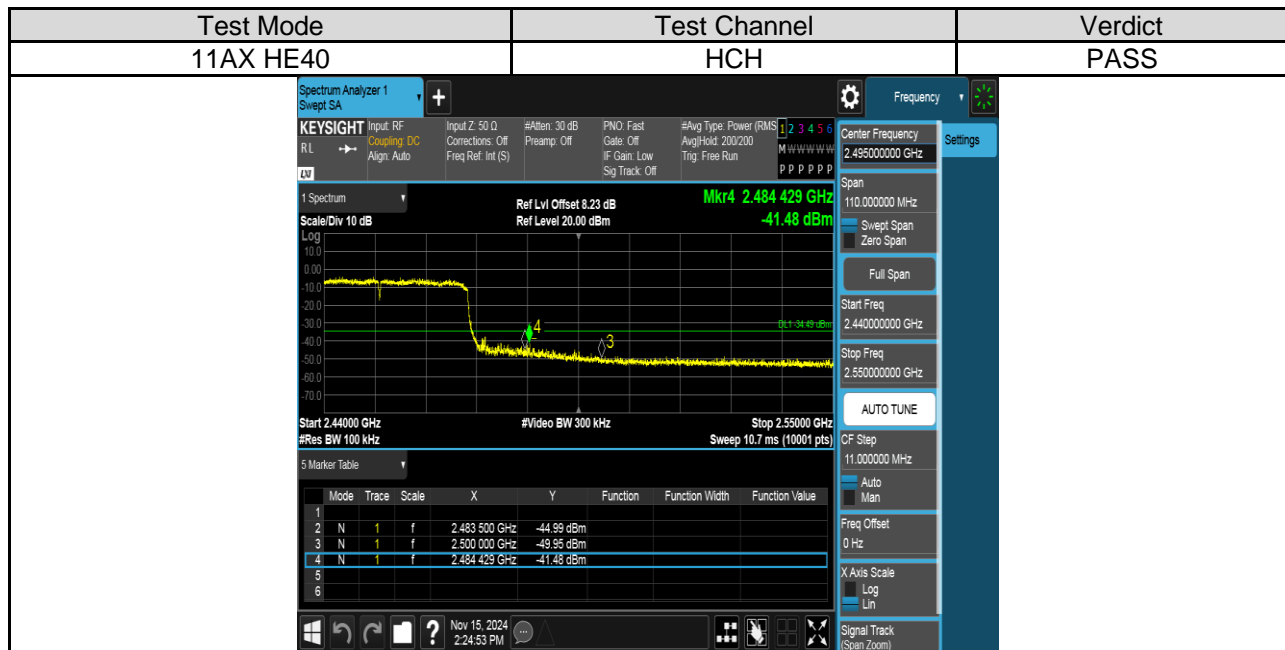 Test Mode Test Channel Verdict
11AX HE40 HCH PASS
Spectrum Analyzer 1
Swept SA
+
Frequency
KEYSIGHT Input: RF Input Z: 50 Ω #Atten: 30 dB PNO: Fast #Avg Type: Power (RMS 1 2 3 4 5 6
RL Coupling: DC Corrections: Off Preamp: Off Gate: Off Avg|Hold: 200/200 M W W W W W
Align: Auto Freq Ref: Int (S) IF Gain: Low Trig: Free Run
LXI Sig Track: Off P P P P P P
Center Frequency
2.495000000 GHz
Settings
1 Spectrum Ref Lvl Offset 8.23 dB Mkr4 2.484 429 GHz
Scale/Div 10 dB Ref Level 20.00 dBm -41.48 dBm
Log
10.0
0.00
-10.0
-20.0
-30.0
-40.0
-50.0
-60.0
-70.0
DL1 -34.49 dBm
4
3
Start 2.44000 GHz #Video BW 300 kHz Stop 2.55000 GHz
#Res BW 100 kHz Sweep 10.7 ms (10001 pts)
Span
110.000000 MHz
Swept Span
Zero Span
Full Span
Start Freq
2.440000000 GHz
Stop Freq
2.550000000 GHz
AUTO TUNE
CF Step
11.000000 MHz
Auto
Man
Freq Offset
0 Hz
X Axis Scale
Log
Lin
Signal Track
(Span Zoom)
5 Marker Table
Mode Trace Scale X Y Function Function Width Function Value
1
2 N 1 f 2.483 500 GHz -44.99 dBm
3 N 1 f 2.500 000 GHz -49.95 dBm
4 N 1 f 2.484 429 GHz -41.48 dBm
5
6
? Nov 15, 2024
2:24:53 PM